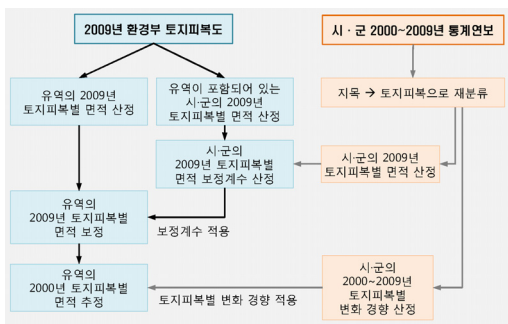 2009년 환경부 토지피복도
시·군 2000~2009년 통계연보
유역의 2009년
토지피복별 면적 산정
유역이 포함되어 있는
시·군의 2009년
토지피복별 면적 산정
지목 → 토지피복으로 재분류
시·군의
2009년 토지피복별
면적 보정계수 산정
시·군의 2009년
토지피복별 면적 산정
유역의
2009년 토지피복별
면적 보정
보정계수 적용
유역의
2000년 토지피복별
면적 추정
토지피복별 변화 경향 적용
시·군의
2000~2009년
토지피복별
변화 경향 산정